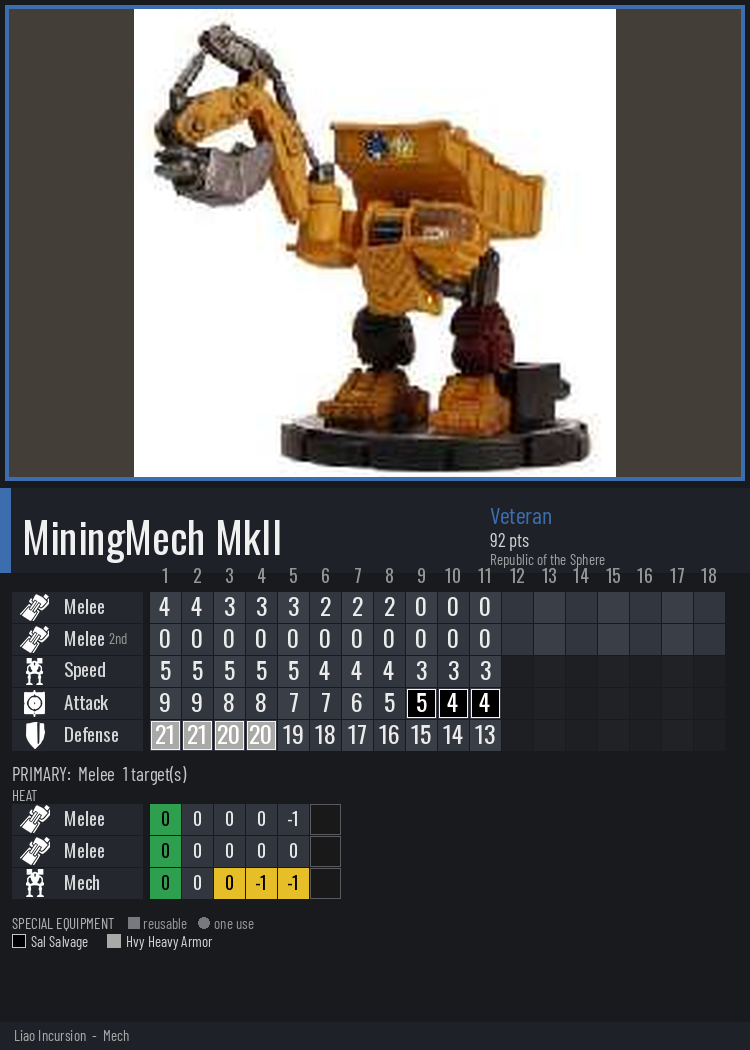 MiningMech MkII
Veteran
92 pts
Republic of the Sphere
1 2 3 4 5 6 7 8 9 10 11 12 13 14 15 16 17 18
Melee 4 4 3 3 3 2 2 2 0 0 0
Melee 2nd 0 0 0 0 0 0 0 0 0 0 0
Speed 5 5 5 5 5 4 4 4 3 3 3
Attack 9 9 8 8 7 7 6 5 5 4 4
Defense 21 21 20 20 19 18 17 16 15 14 13
PRIMARY: Melee 1 target(s)
HEAT
Melee 0 0 0 0 -1
Melee 0 0 0 0 0
Mech 0 0 0 -1 -1
SPECIAL EQUIPMENT reusable one use
Sal Salvage Hvy Heavy Armor
Liao Incursion - Mech